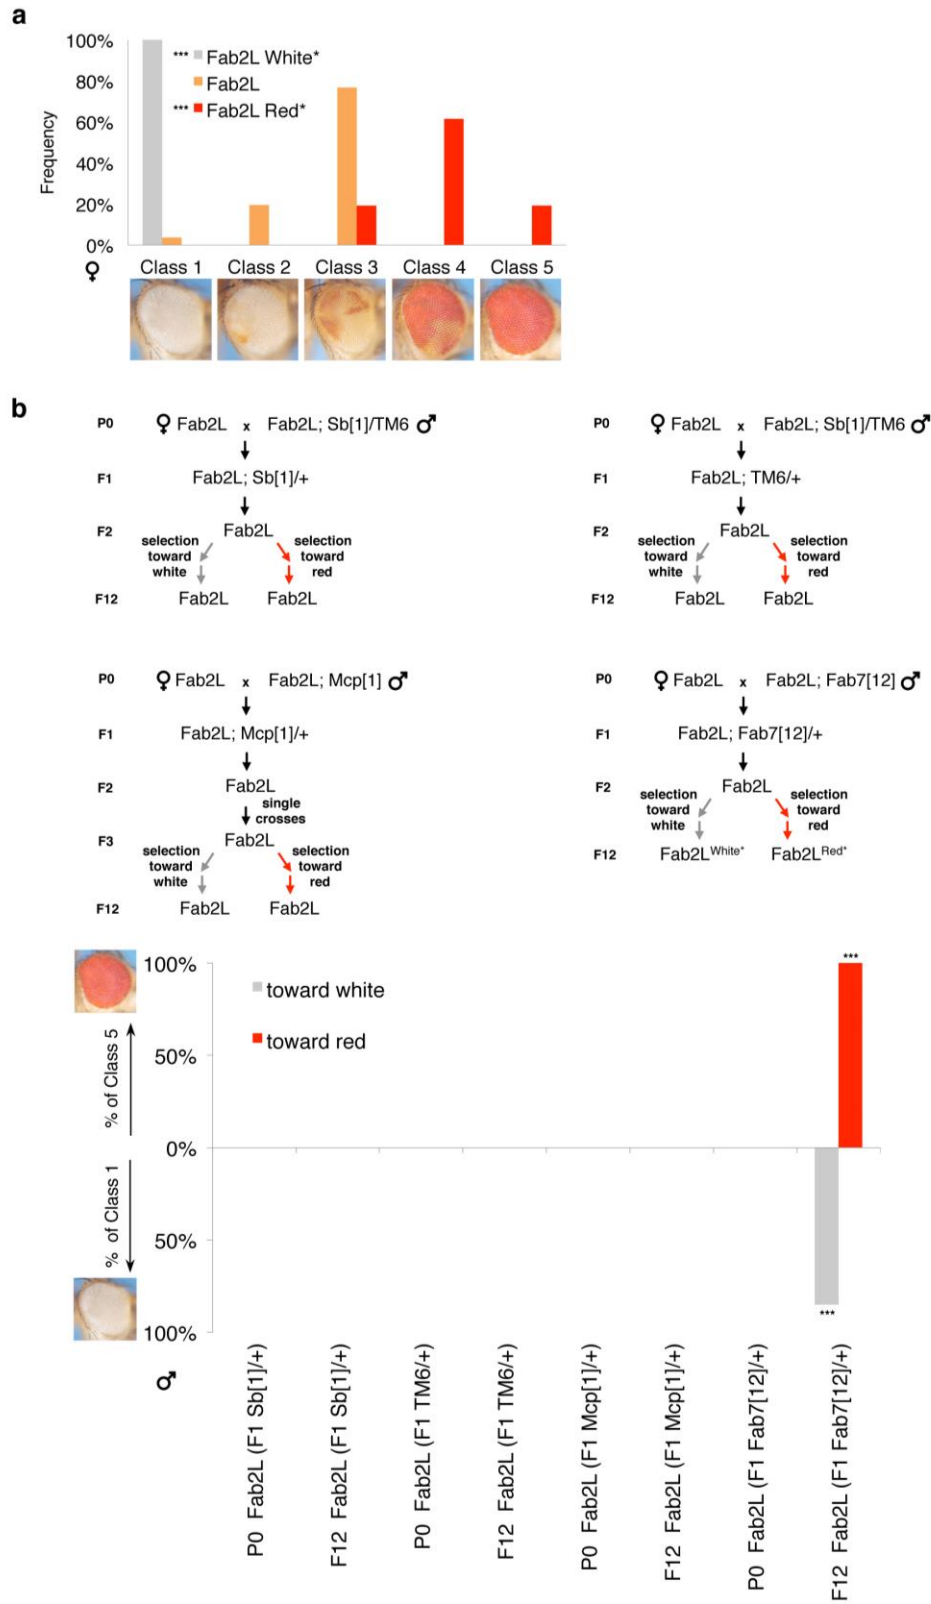 a
100%
80%
60%
40%
20%
0%
Frequency
*** Fab2L White*
Fab2L
*** Fab2L Red*
♀ Class 1 Class 2 Class 3 Class 4 Class 5
b
P0 ♀ Fab2L x Fab2L; Sb[1]/TM6 ♂
F1 Fab2L; Sb[1]/+
F2 Fab2L
selection toward white
selection toward red
F12 Fab2L Fab2L
P0 ♀ Fab2L x Fab2L; Sb[1]/TM6 ♂
F1 Fab2L; TM6/+
F2 Fab2L
selection toward white
selection toward red
F12 Fab2L Fab2L
P0 ♀ Fab2L x Fab2L; Mcp[1] ♂
F1 Fab2L; Mcp[1]/+
F2 Fab2L
single crosses
F3 Fab2L
selection toward white
selection toward red
F12 Fab2L Fab2L
P0 ♀ Fab2L x Fab2L; Fab7[12] ♂
F1 Fab2L; Fab7[12]/+
F2 Fab2L
selection toward white
selection toward red
F12 Fab2LWhite* Fab2LRed*
% of Class 5
% of Class 1
100%
50%
0%
50%
100%
toward white
toward red
***
***
♂
P0 Fab2L (F1 Sb[1]/+)
F12 Fab2L (F1 Sb[1]/+)
P0 Fab2L (F1 TM6/+)
F12 Fab2L (F1 TM6/+)
P0 Fab2L (F1 Mcp[1]/+)
F12 Fab2L (F1 Mcp[1]/+)
P0 Fab2L (F1 Fab7[12]/+)
F12 Fab2L (F1 Fab7[12]/+)